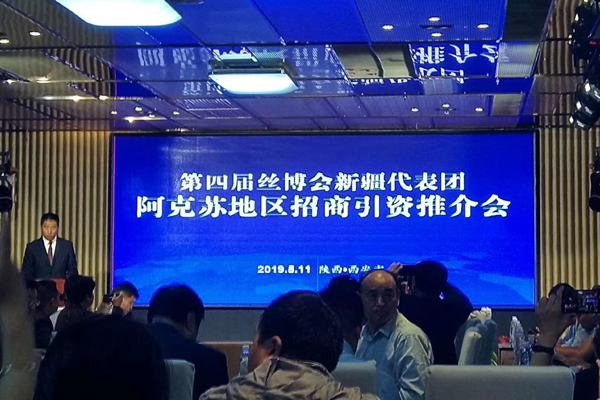 第四届丝博会新疆代表团
阿克苏地区招商引资推介会
2019.5.11 陕西·西安市